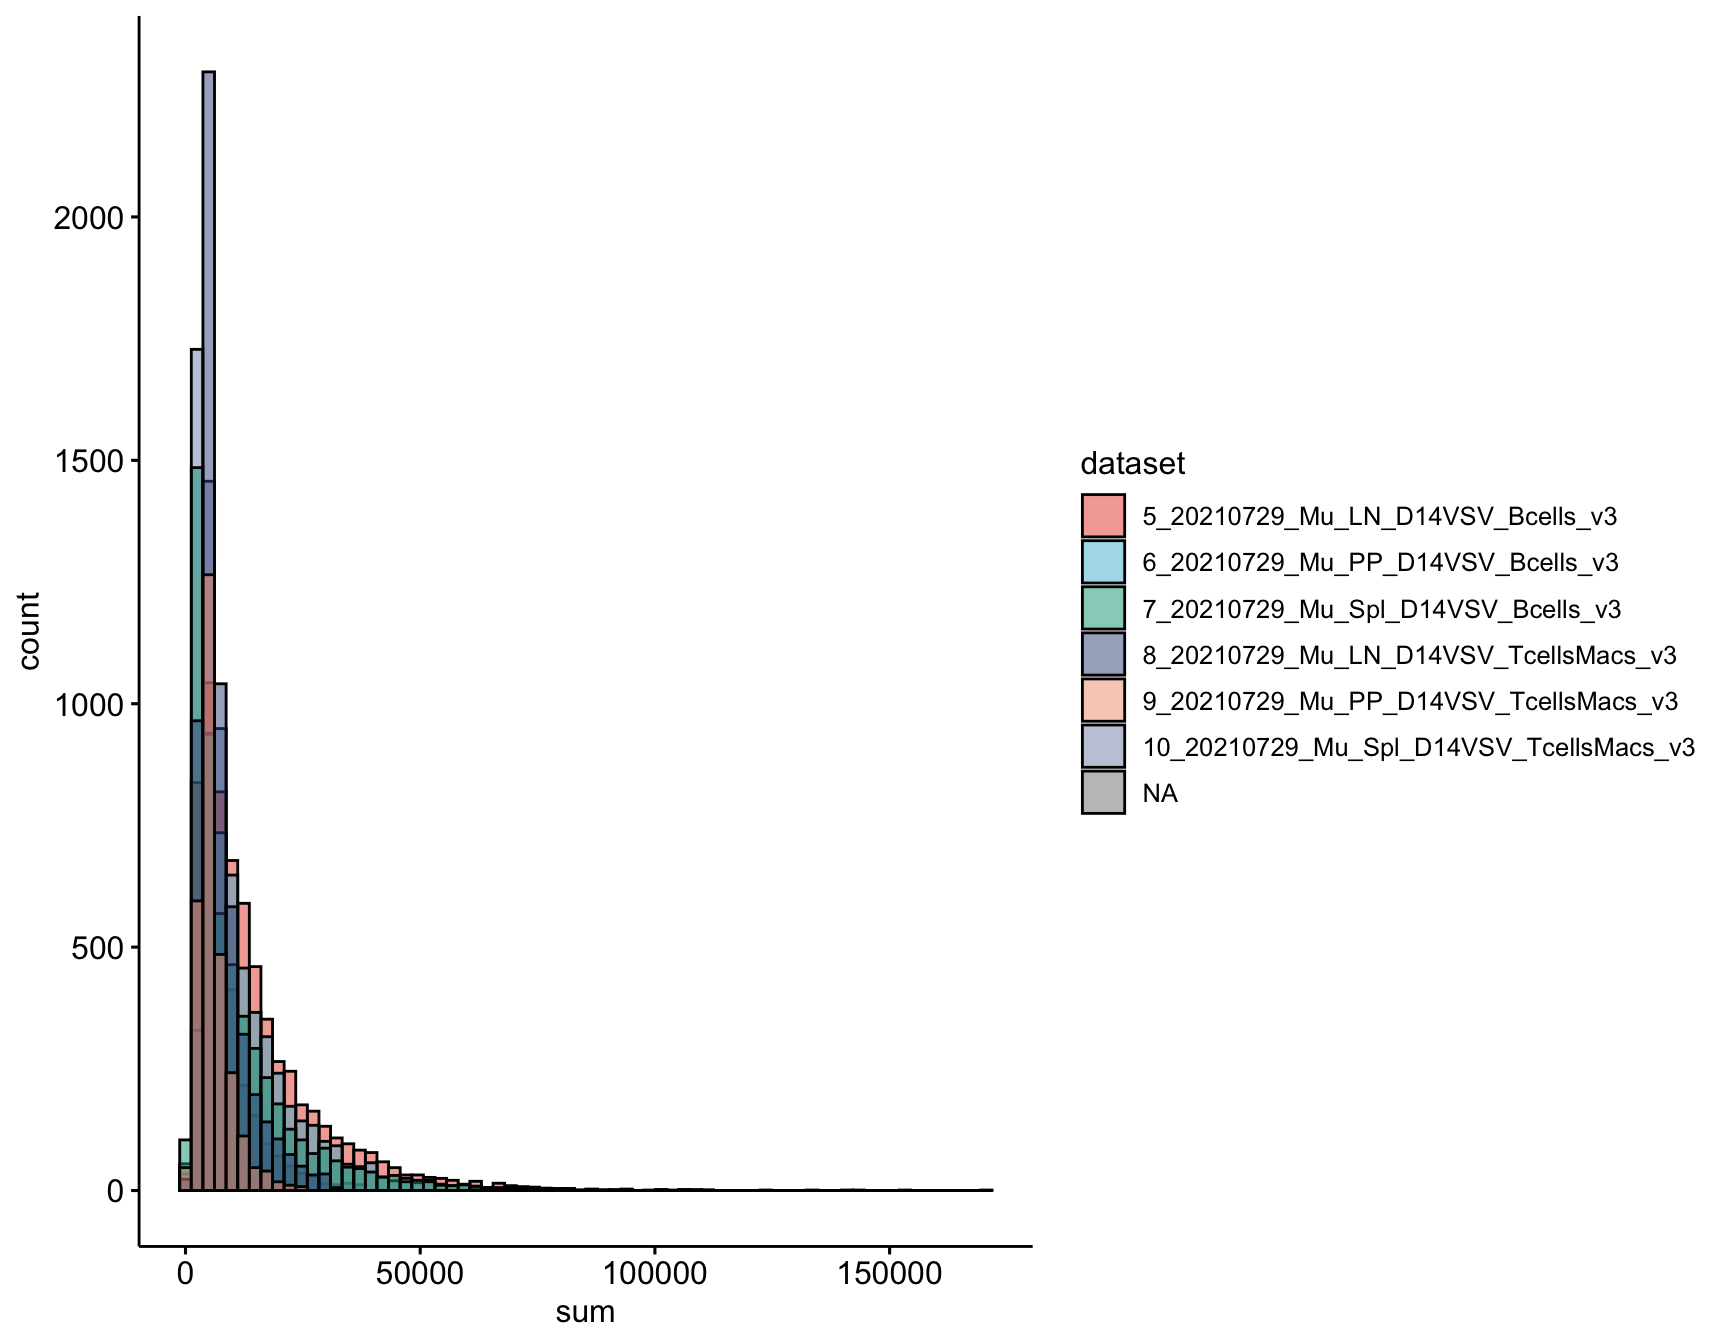 2000
1500
1000
500
0
count
0 50000 100000 150000
sum
dataset
5_20210729_Mu_LN_D14VSV_Bcells_v3
6_20210729_Mu_PP_D14VSV_Bcells_v3
7_20210729_Mu_Spl_D14VSV_Bcells_v3
8_20210729_Mu_LN_D14VSV_TcellsMacs_v3
9_20210729_Mu_PP_D14VSV_TcellsMacs_v3
10_20210729_Mu_Spl_D14VSV_TcellsMacs_v3
NA